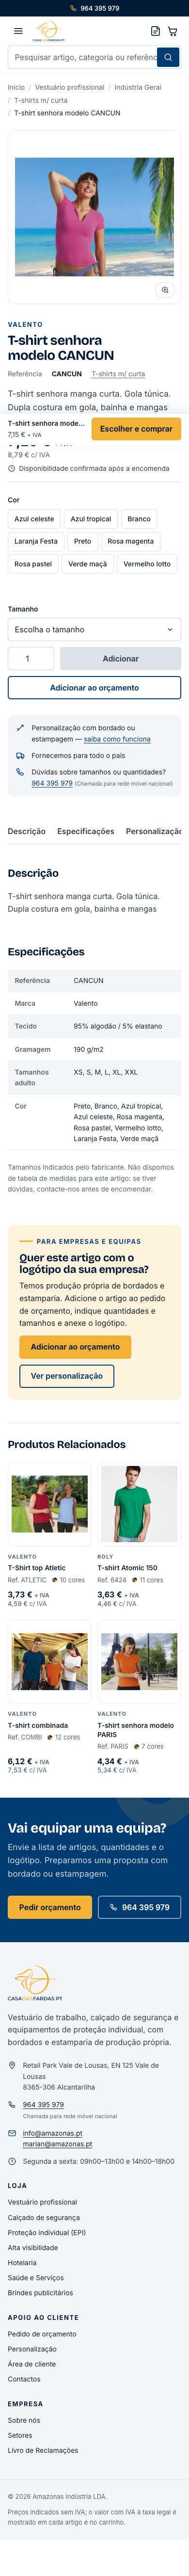 964 395 979
CASADASFARDAS.PT
Pesquisar artigo, categoria ou referênc
Início / Vestuário profissional / Indústria Geral
/ T-shirts m/ curta
/ T-shirt senhora modelo CANCUN
VALENTO
T-shirt senhora
modelo CANCUN
Referência CANCUN T-shirts m/ curta
T-shirt senhora manga curta. Gola túnica.
Dupla costura em gola, bainha e mangas
T-shirt senhora mode...
7,15 € + IVA
Escolher e comprar
8,79 € c/ IVA
Disponibilidade confirmada após a encomenda
Cor
Azul celeste
Azul tropical
Branco
Laranja Festa
Preto
Rosa magenta
Rosa pastel
Verde maçã
Vermelho lotto
Tamanho
Escolha o tamanho
1
Adicionar
Adicionar ao orçamento
Personalização com bordado ou
estampagem — saiba como funciona
Fornecemos para todo o país
Dúvidas sobre tamanhos ou quantidades?
964 395 979 (Chamada para rede móvel nacional)
Descrição Especificações Personalização
Descrição
T-shirt senhora manga curta. Gola túnica.
Dupla costura em gola, bainha e mangas
Especificações
Referência CANCUN
Marca Valento
Tecido 95% algodão / 5% elastano
Gramagem 190 g/m2
Tamanhos XS, S, M, L, XL, XXL
adulto
Cor Preto, Branco, Azul tropical,
Azul celeste, Rosa magenta,
Rosa pastel, Vermelho lotto,
Laranja Festa, Verde maçã
Tamanhos indicados pelo fabricante. Não dispomos
de tabela de medidas para este artigo: se tiver
dúvidas, contacte-nos antes de encomendar.
PARA EMPRESAS E EQUIPAS
Quer este artigo com o
logótipo da sua empresa?
Temos produção própria de bordados e
estampagem. Adicione o artigo ao pedido
de orçamento, indique quantidades e
tamanhos e anexe o logótipo.
Adicionar ao orçamento
Ver personalização
Produtos Relacionados
VALENTO
T-Shirt top Atletic
Ref. ATLETIC 10 cores
3,73 € + IVA
4,59 € c/ IVA
ROLY
T-shirt Atomic 150
Ref. 6424 11 cores
3,63 € + IVA
4,46 € c/ IVA
VALENTO
T-shirt combinada
Ref. COMBI 12 cores
6,12 € + IVA
7,53 € c/ IVA
VALENTO
T-shirt senhora modelo
PARIS
Ref. PARIS 7 cores
4,34 € + IVA
5,34 € c/ IVA
Vai equipar uma equipa?
Envie a lista de artigos, quantidades e o
logótipo. Preparamos uma proposta com
bordado ou estampagem.
Pedir orçamento
964 395 979
CASADASFARDAS.PT
Vestuário de trabalho, calçado de segurança e
equipamentos de proteção individual, com
bordados e estamparia de produção própria.
Retail Park Vale de Lousas, EN 125 Vale de
Lousas
8365-306 Alcantarilha
964 395 979
Chamada para rede móvel nacional
info@amazonas.pt
marian@amazonas.pt
Segunda a sexta: 09h00–13h00 e 14h00–18h00
LOJA
Vestuário profissional
Calçado de segurança
Proteção individual (EPI)
Alta visibilidade
Hotelaria
Saúde e Serviços
Brindes publicitários
APOIO AO CLIENTE
Pedido de orçamento
Personalização
Área de cliente
Contactos
EMPRESA
Sobre nós
Setores
Livro de Reclamações
© 2026 Amazonas Indústria LDA.
Preços indicados sem IVA; o valor com IVA à taxa legal é
mostrado em cada artigo e no carrinho.